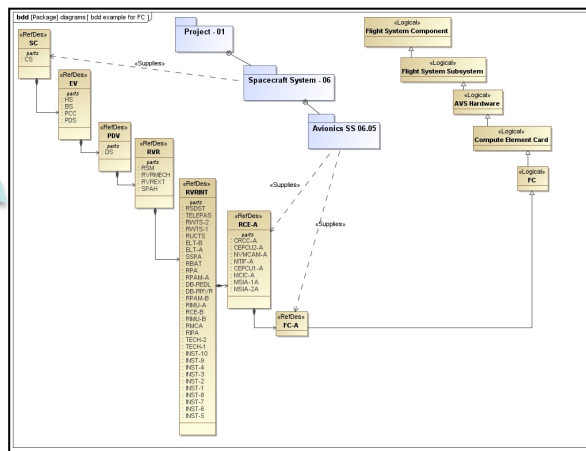 bdd [Package] diagrams [ bdd example for FC ]
«RefDes»
SC
parts
: CS
«RefDes»
EV
parts
: HS
: BS
: PCC
: PDS
«RefDes»
PDV
parts
: DS
«RefDes»
RVR
parts
: RSM
: RVRMECH
: RVREXT
: SPAH
«RefDes»
RVRINT
parts
: RSDST
: TELEPAS
: RWTS-2
: RWTS-1
: RUCTS
: ELT-B
: ELT-A
: SSPA
: RBAT
: RPA
: RPAM-A
: DB-REDL
: DB-RRVR
: RPAM-B
: RIMU-A
: RCE-B
: RIMU-B
: RMCA
: RIPA
: TECH-2
: TECH-1
: INST-10
: INST-9
: INST-4
: INST-3
: INST-2
: INST-1
: INST-8
: INST-7
: INST-6
: INST-5
«RefDes»
RCE-A
parts
: CRCC-A
: CEPCU2-A
: NVMCAM-A
: MTIF-A
: CEPCU1-A
: MCIC-A
: MSIA-1A
: MSIA-2A
«RefDes»
FC-A
Project - 01
«Supplies»
Spacecraft System - 06
Avionics SS 06.05
«Supplies»
«Supplies»
«Logical»
Flight System Component
«Logical»
Flight System Subsystem
«Logical»
AVS Hardware
«Logical»
Compute Element Card
«Logical»
FC